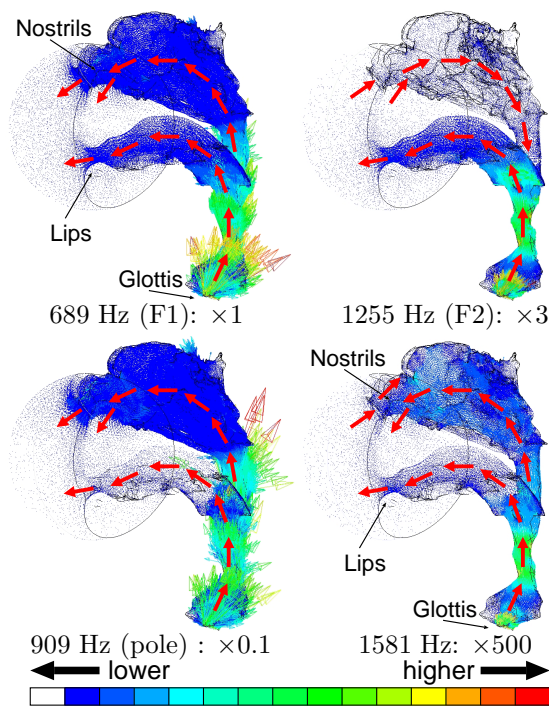 Nostrils
Lips
Glottis
689 Hz (F1): ×1
1255 Hz (F2): ×3
Nostrils
Lips
Glottis
909 Hz (pole) : ×0.1
1581 Hz: ×500
lower
higher